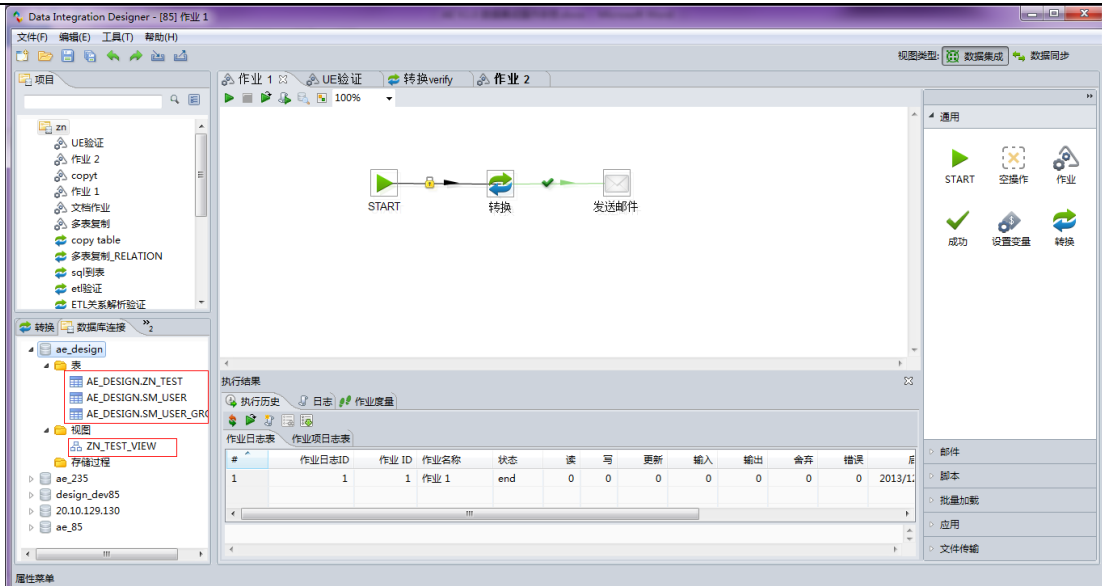 Data Integration Designer - [85] 作业 1
文件(F) 编辑(E) 工具(T) 帮助(H)
视图类型: 数据集成 数据同步
项目
zn
UE验证
作业 2
copyt
作业 1
文档作业
多表复制
copy table
多表复制_RELATION
sql到表
etl验证
ETL关系解析验证
转换 数据库连接 »2
ae_design
表
AE_DESIGN.ZN_TEST
AE_DESIGN.SM_USER
AE_DESIGN.SM_USER_GRO
视图
ZN_TEST_VIEW
存储过程
ae_235
design_dev85
20.10.129.130
ae_85
作业 1 UE验证 转换verify 作业 2
100%
START 转换 发送邮件
执行结果
执行历史 日志 作业度量
作业日志表 作业项日志表
# 作业日志ID 作业 ID 作业名称 状态 读 写 更新 输入 输出 舍弃 错误
1 1 1 作业 1 end 0 0 0 0 0 0 0 2013/12
通用
START 空操作 作业
成功 设置变量 转换
邮件
脚本
批量加载
应用
文件传输
属性菜单